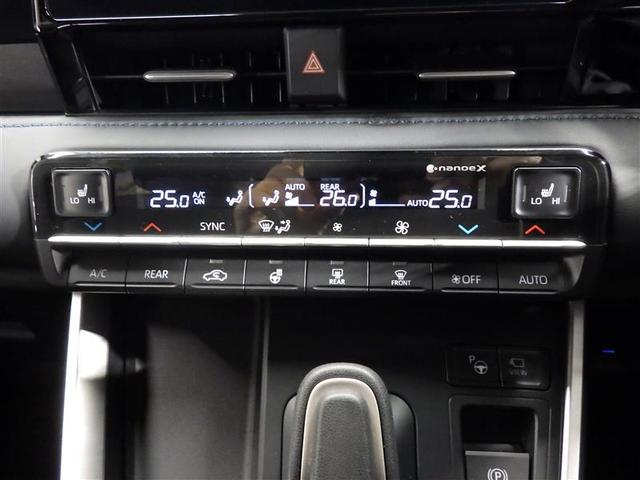 nanoeX
LO HI
25.0 A/C ON AUTO REAR 26.0 AUTO 25.0
LO HI
SYNC
A/C REAR REAR FRONT OFF AUTO
P VIEW
P